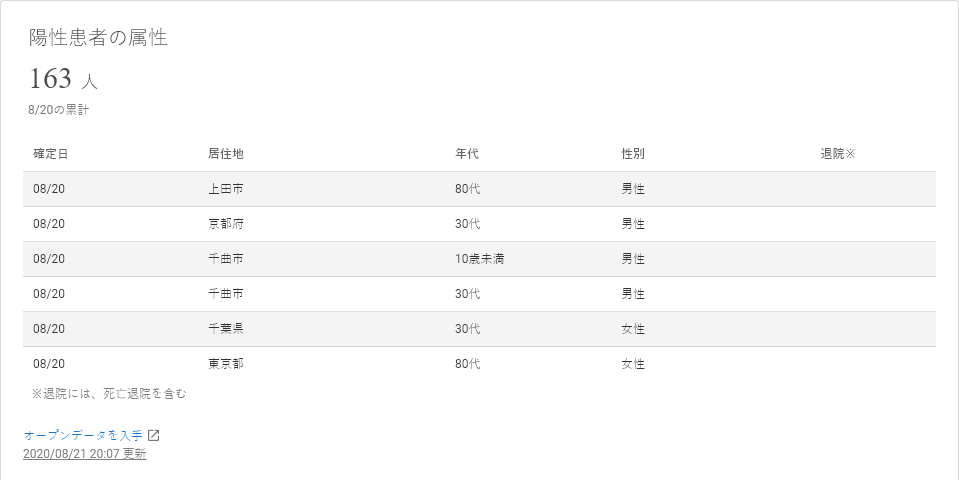 陽性患者の属性
163 人
8/20の累計
確定日 居住地 年代 性別 退院※
08/20 上田市 80代 男性
08/20 京都府 30代 男性
08/20 千曲市 10歳未満 男性
08/20 千曲市 30代 男性
08/20 千葉県 30代 女性
08/20 東京都 80代 女性
※退院には、死亡退院を含む
オープンデータを入手
2020/08/21 20:07 更新